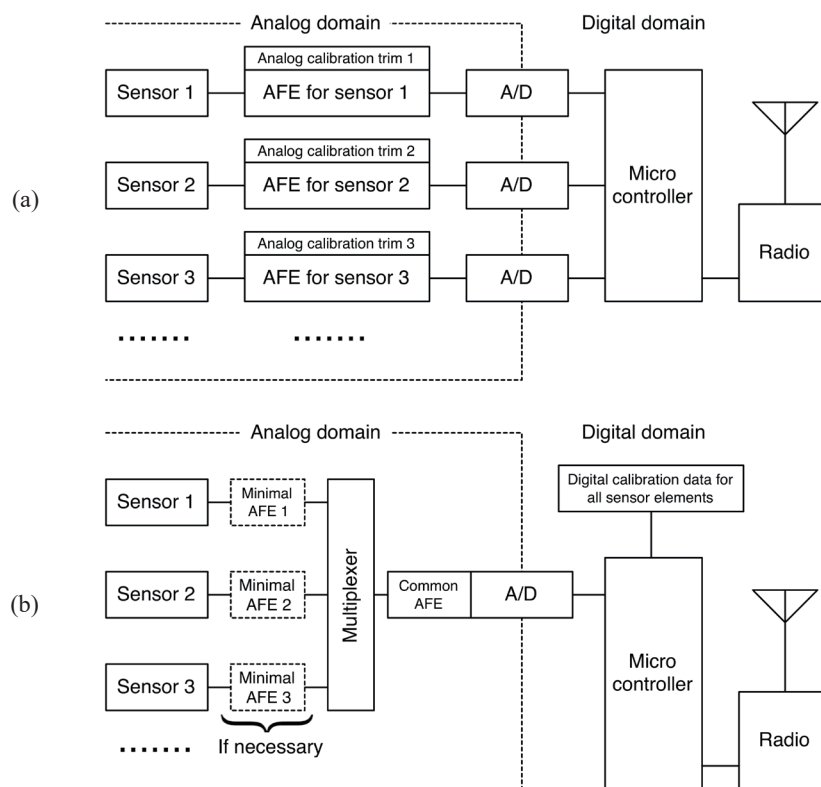 Analog domain
Digital domain
Analog calibration trim 1
Sensor 1
AFE for sensor 1
A/D
Analog calibration trim 2
Sensor 2
AFE for sensor 2
A/D
Micro
controller
(a)
Analog calibration trim 3
Sensor 3
AFE for sensor 3
A/D
Radio
.......
.......
Analog domain
Digital domain
Digital calibration data for
all sensor elements
Sensor 1
Minimal
AFE 1
Multiplexer
(b)
Sensor 2
Minimal
AFE 2
Common
AFE
A/D
Micro
controller
Sensor 3
Minimal
AFE 3
Radio
.......
If necessary